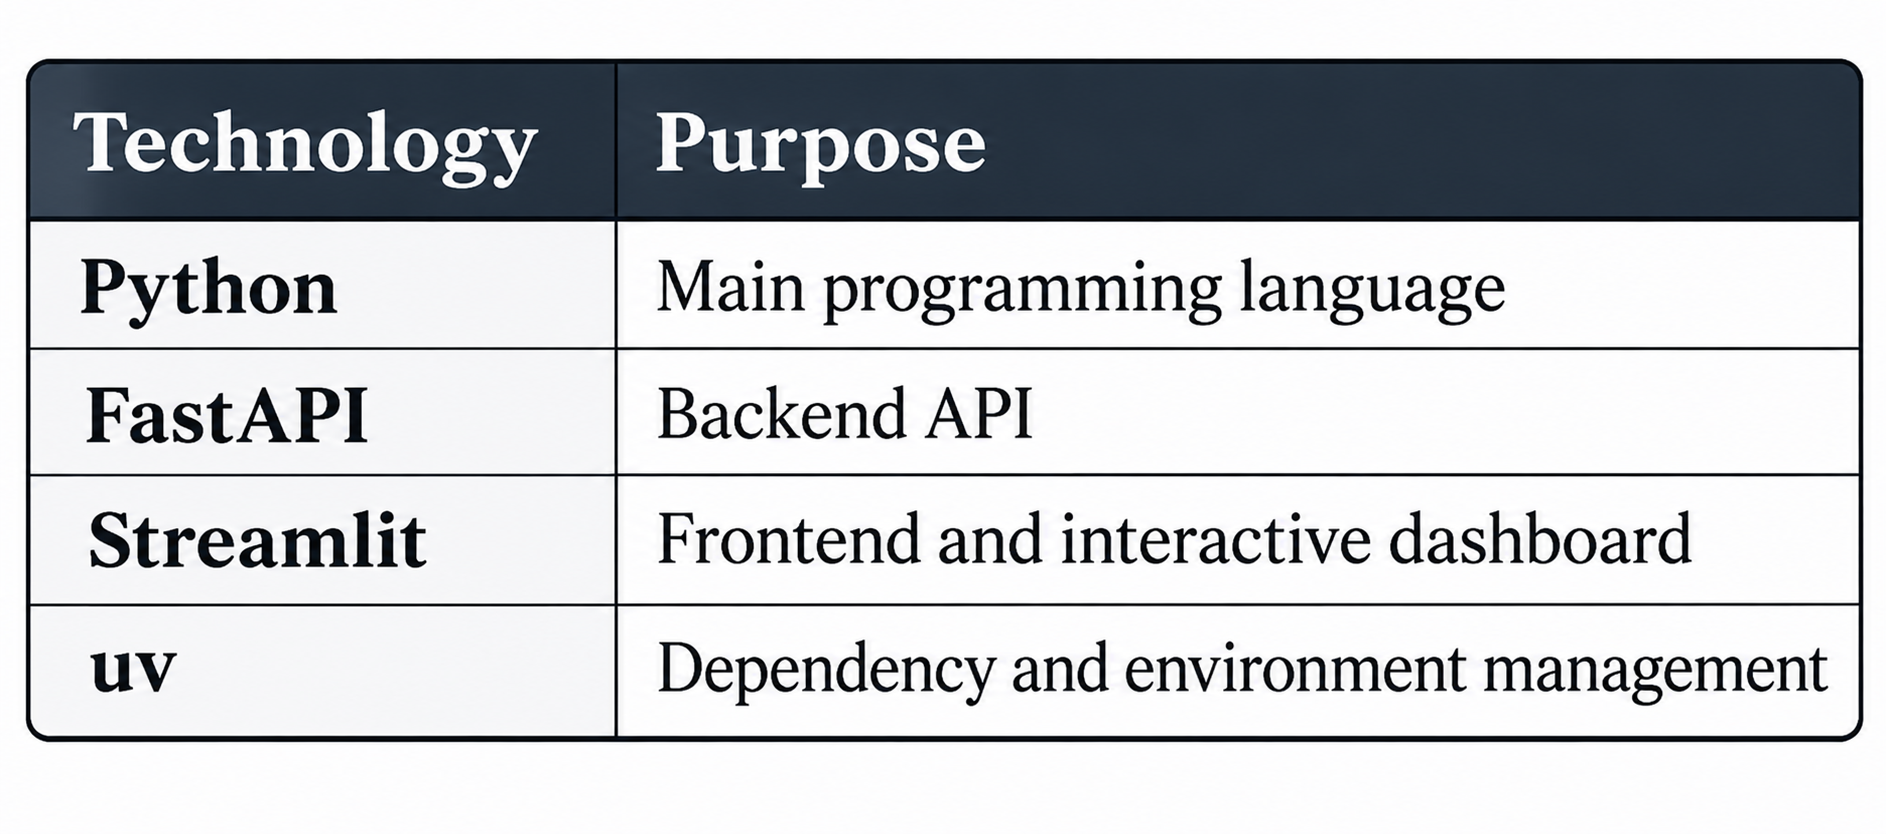 Technology Purpose
Python Main programming language
FastAPI Backend API
Streamlit Frontend and interactive dashboard
uv Dependency and environment management